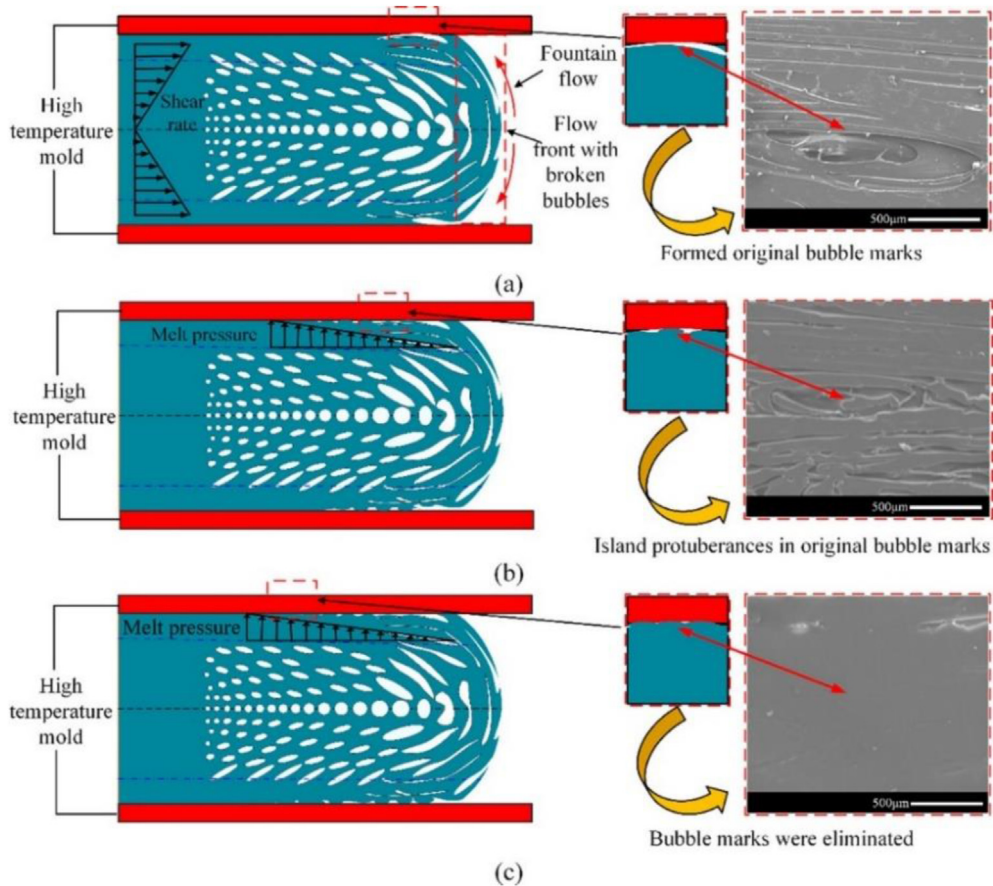 High
temperature
mold
Shear
rate
Fountain
flow
Flow
front with
broken
bubbles
500μm
Formed original bubble marks
(a)
High
temperature
mold
Melt pressure
500μm
Island protuberances in original bubble marks
(b)
High
temperature
mold
Melt pressure
500μm
Bubble marks were eliminated
(c)